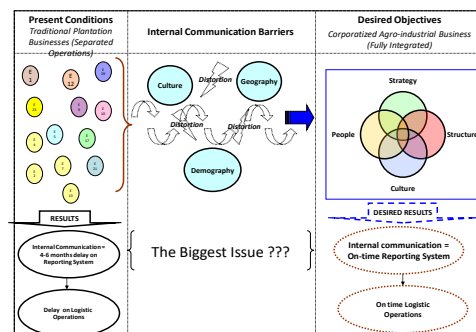 Present Conditions
Traditional Plantation
Businesses (Separated
Operations)
Internal Communication Barriers
Desired Objectives
Corporatized Agro-industrial Business
(Fully Integrated)
E
1
E
12
E
E
E
E
E
E
E
E
E
E
E
Culture
Distortion
Geography
Distortion
Distortion
Demography
Strategy
People
Structure
Culture
RESULTS
DESIRED RESULTS
Internal Communication =
4-6 months delay on
Reporting System
Delay on Logistic
Operations
The Biggest Issue ???
Internal communication =
On-time Reporting System
On time Logistic
Operations